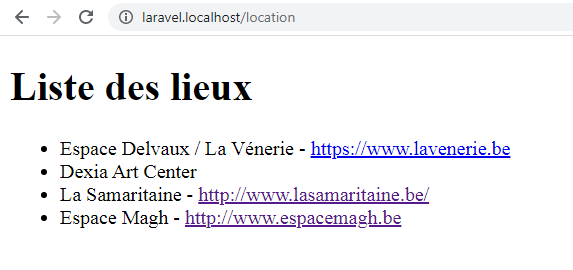 laravel.localhost/location
Liste des lieux
Espace Delvaux / La Vénerie - https://www.lavenerie.be
Dexia Art Center
La Samaritaine - http://www.lasamaritaine.be/
Espace Magh - http://www.espacemagh.be